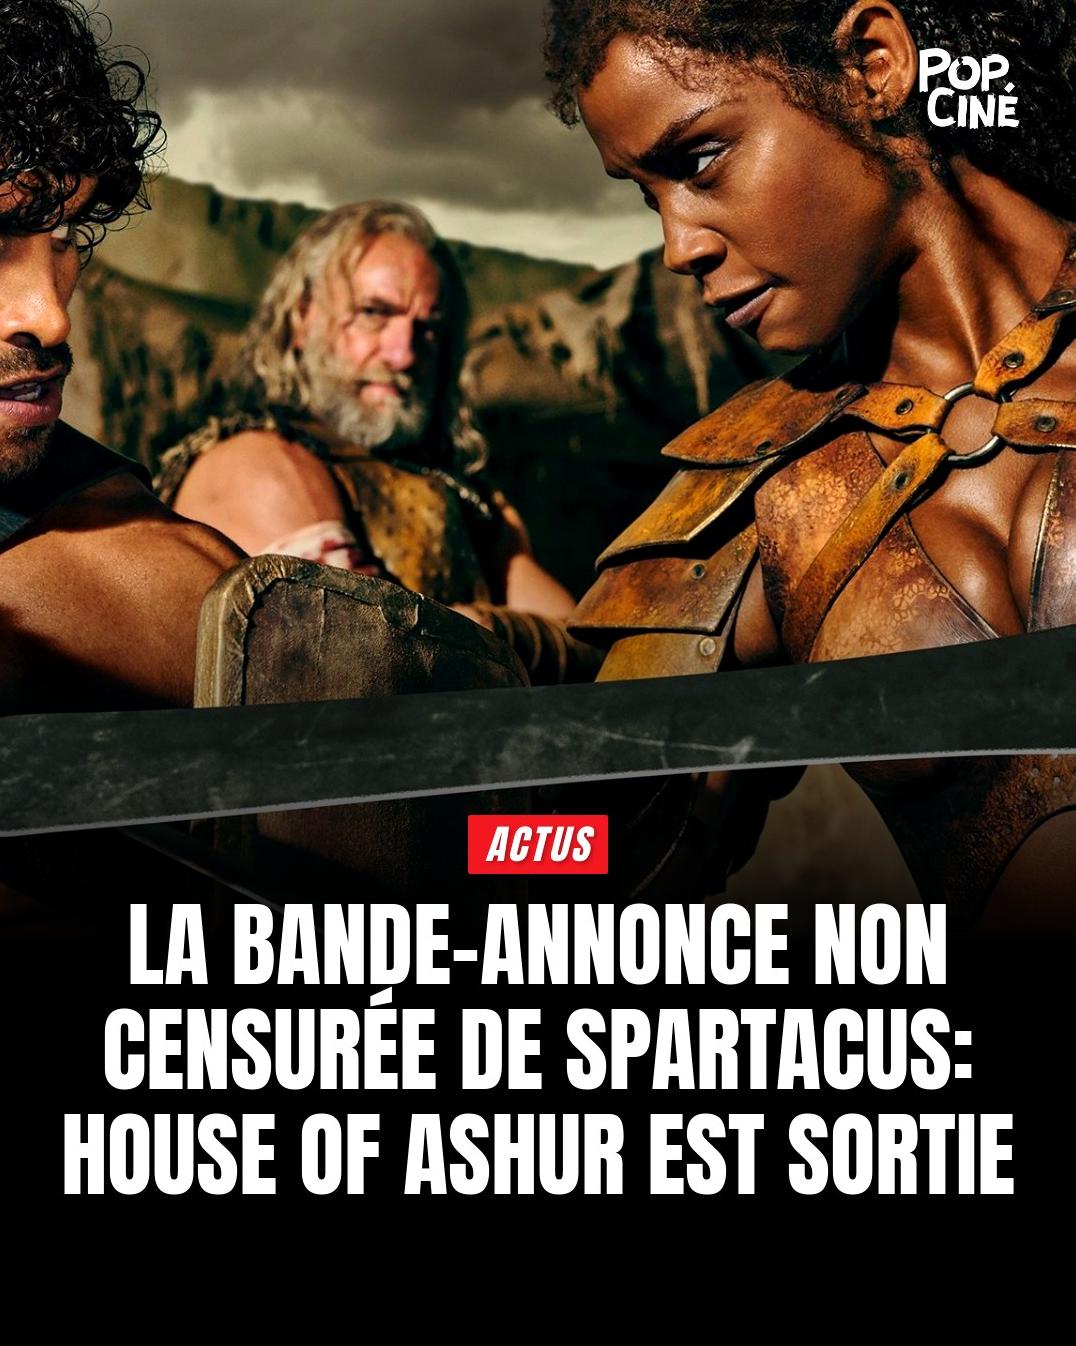 POP.
CINÉ
ACTUS
LA BANDE-ANNONCE NON
CENSURÉE DE SPARTACUS:
HOUSE OF ASHUR EST SORTIE